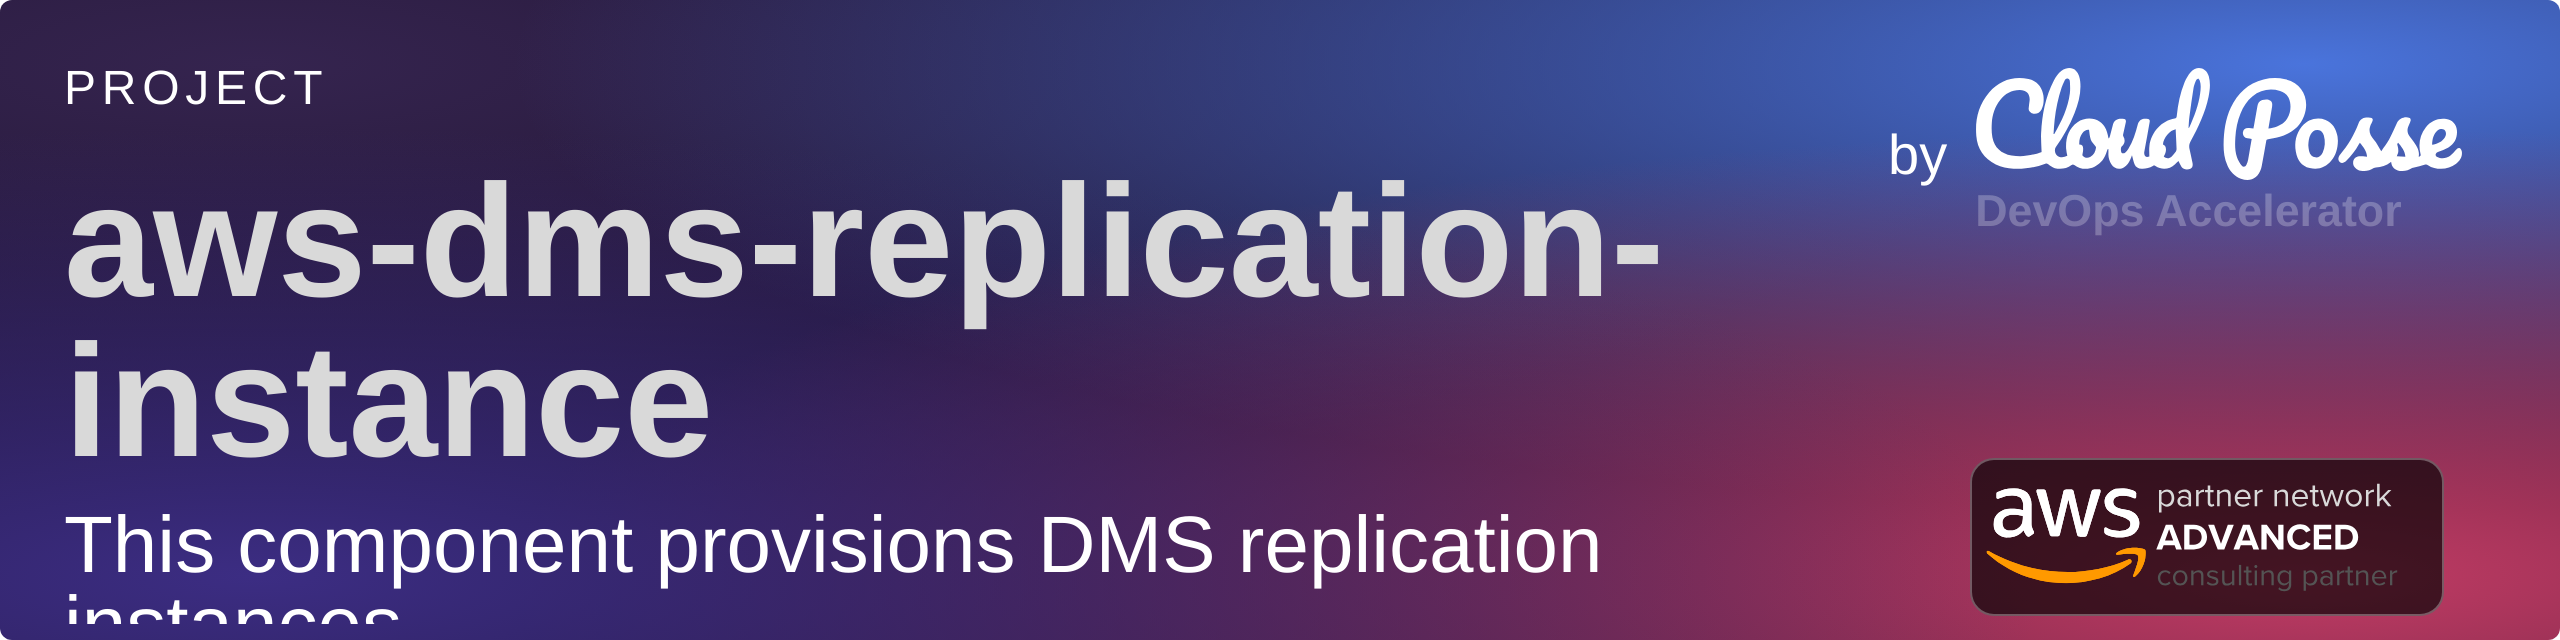 PROJECT
by Cloud Posse
DevOps Accelerator
aws-dms-replication-
instance
This component provisions DMS replication
instances
aws partner network
ADVANCED
consulting partner